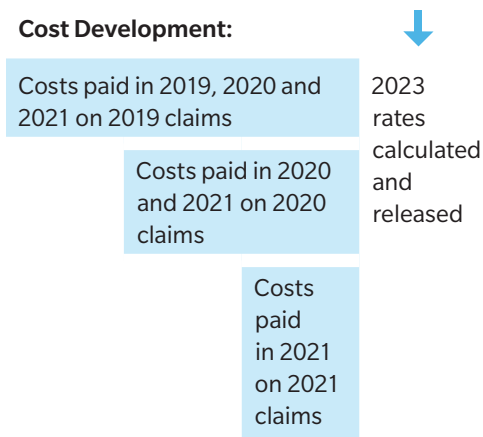 Cost Development:
Costs paid in 2019, 2020 and
2021 on 2019 claims
Costs paid in 2020
and 2021 on 2020
claims
Costs
paid
in 2021
on 2021
claims
2023
rates
calculated
and
released